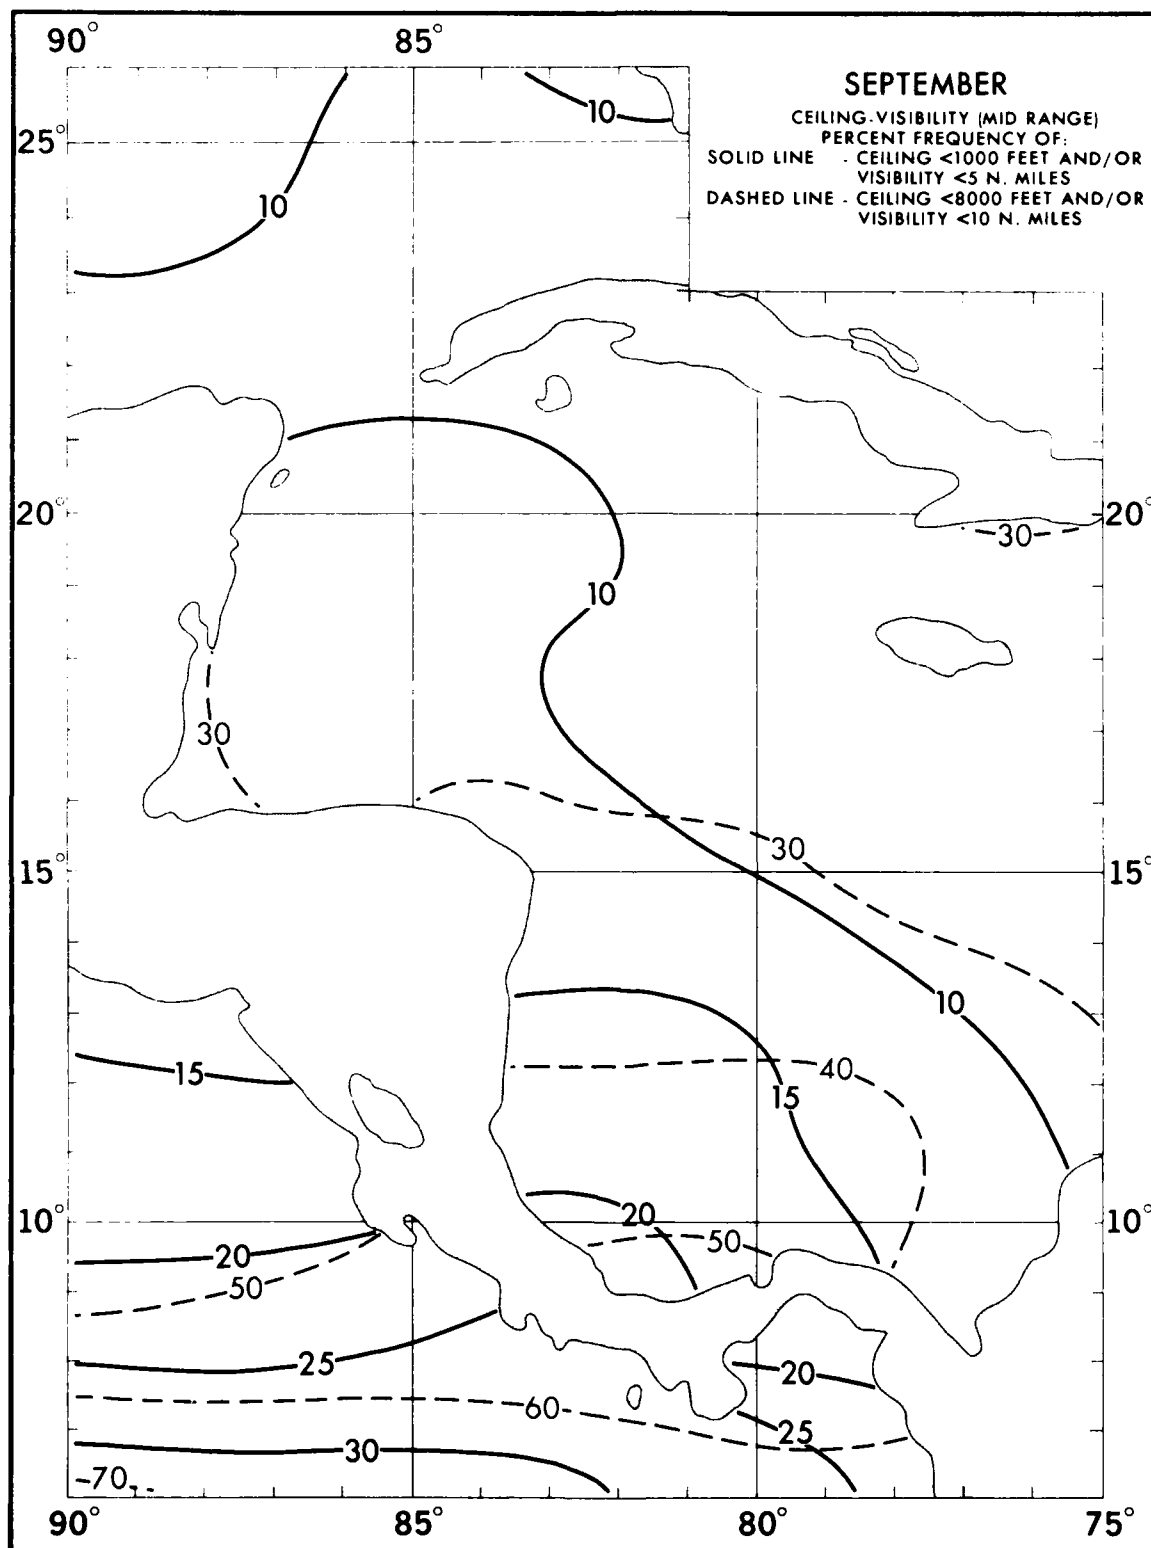 90° 85°
SEPTEMBER
CEILING-VISIBILITY (MID RANGE)
PERCENT FREQUENCY OF:
SOLID LINE - CEILING <1000 FEET AND/OR
VISIBILITY <5 N. MILES
DASHED LINE - CEILING <8000 FEET AND/OR
VISIBILITY <10 N. MILES
10
25°
10
20° 20°
30
10
30
30
15° 15°
10
15 40
15
20
10° 10°
20 50
50
25
20
60
25
30
70
90° 85° 80° 75°